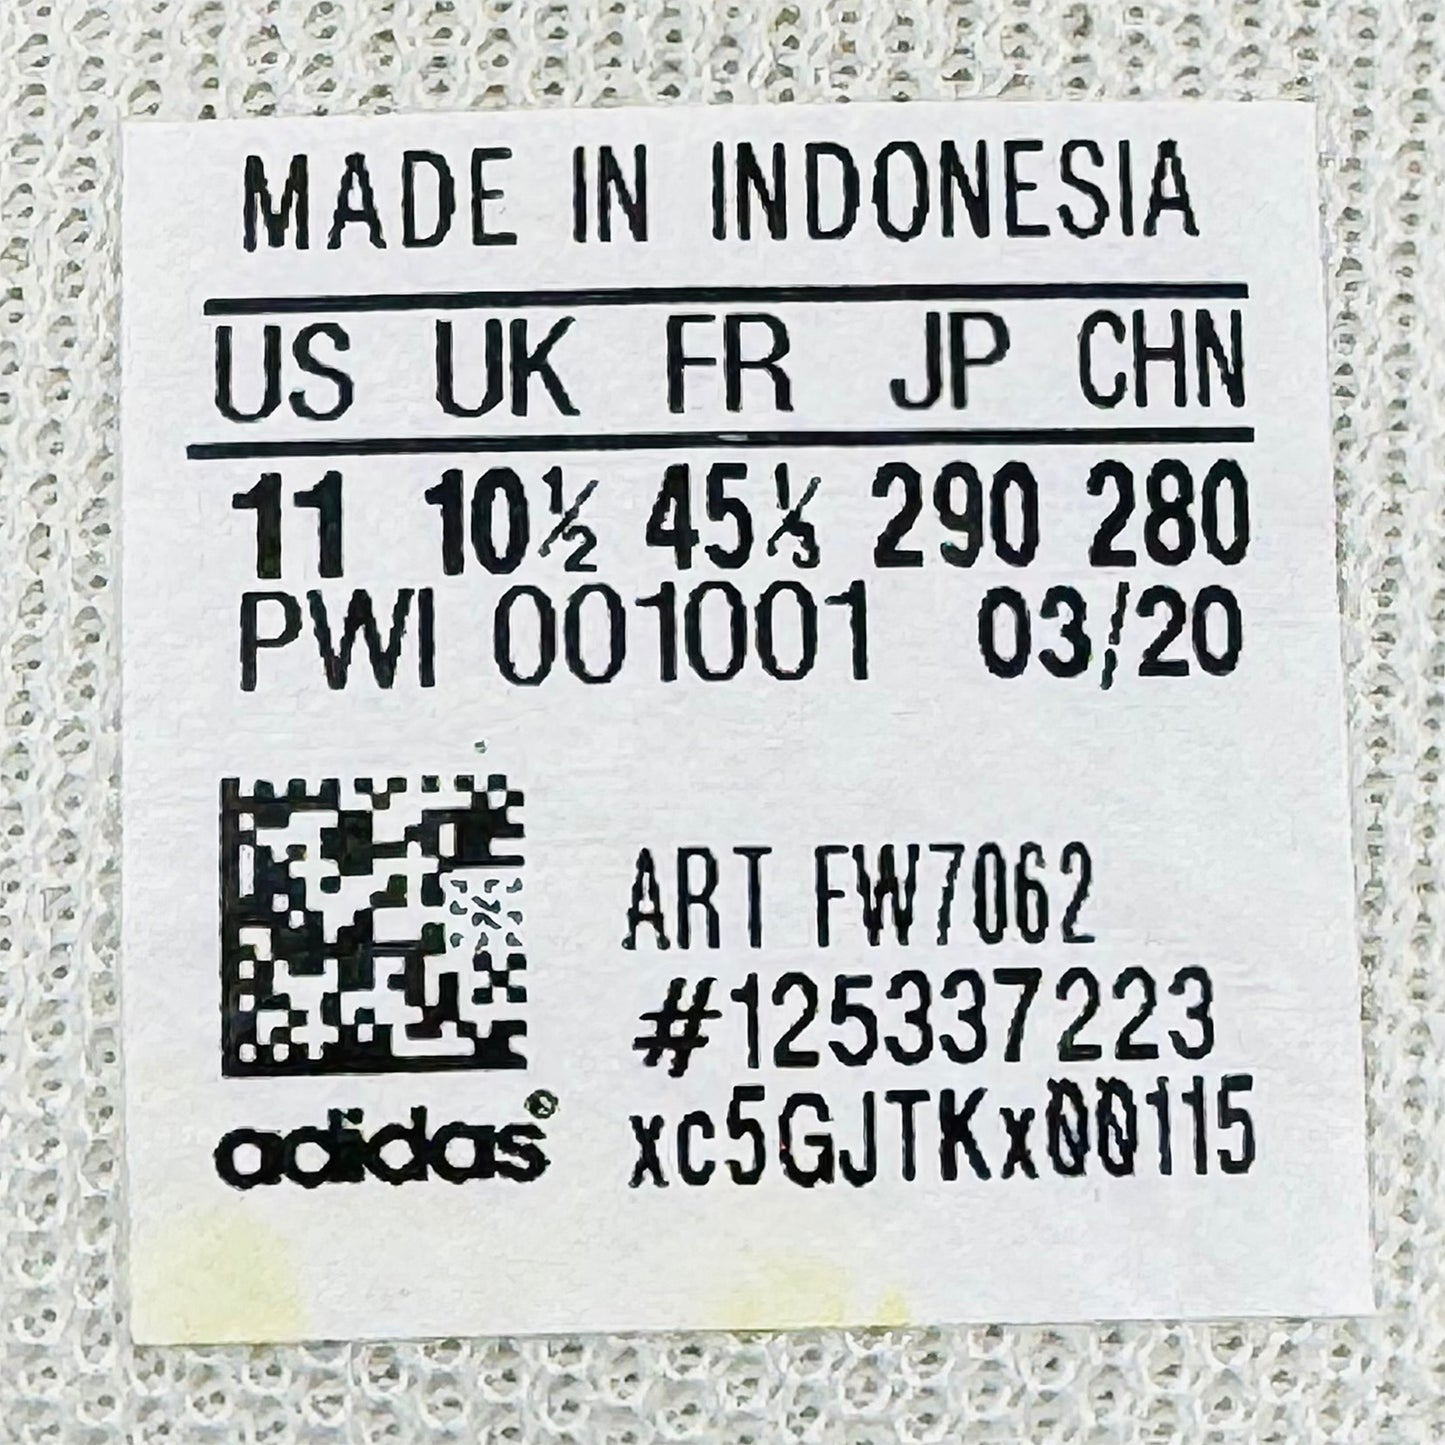 MADE IN INDONESIA
US UK FR JP CHN
11 10½ 45⅓ 290 280
PWI 001001 03/20
ART FW7062
#125337223
adidas® xc5GJTKx00115